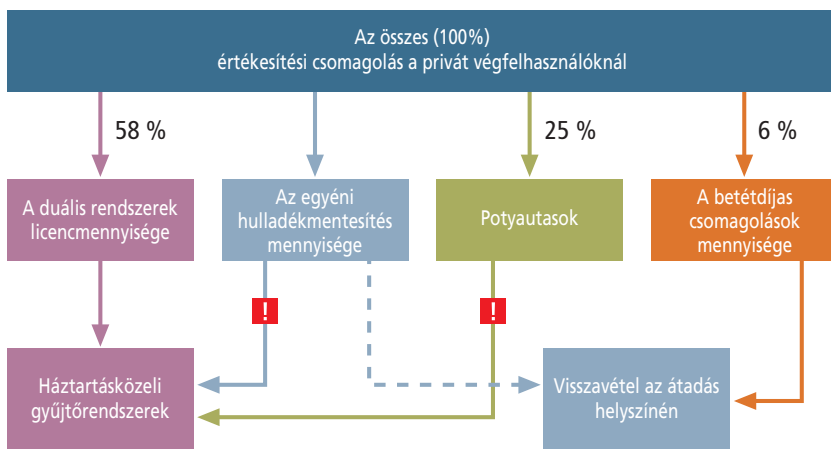 Az összes (100%)
értékesítési csomagolás a privát végfelhasználóknál
58 %
25 %
6 %
A duális rendszerek
licencmennyisége
Az egyéni
hulladékmentesítés
mennyisége
Potyautasok
A betétdíjas
csomagolások
mennyisége
!
!
Háztartásközeli
gyűjtőrendszerek
Visszavétel az átadás
helyszínén